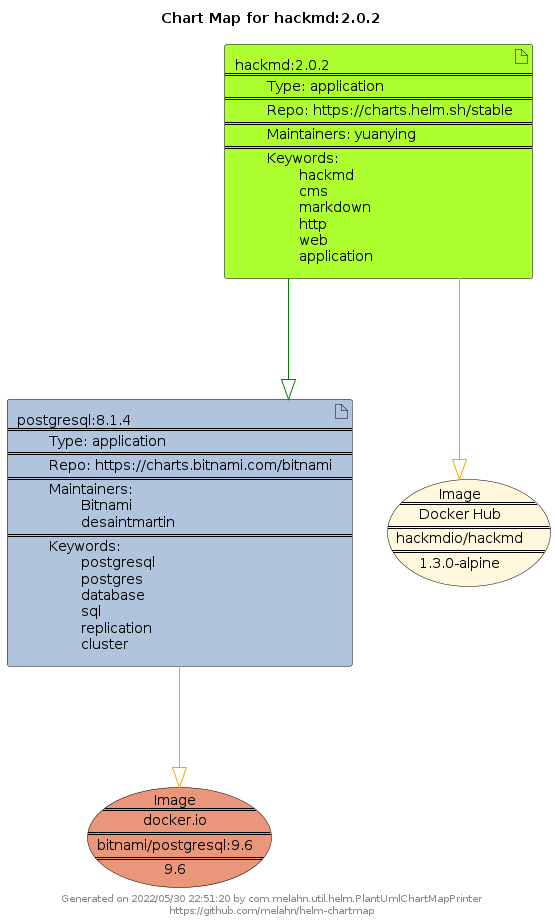 Chart Map for hackmd:2.0.2
hackmd:2.0.2
Type: application
Repo: https://charts.helm.sh/stable
Maintainers: yuanying
Keywords:
hackmd
cms
markdown
http
web
application
postgresql:8.1.4
Type: application
Repo: https://charts.bitnami.com/bitnami
Maintainers:
Bitnami
desaintmartin
Keywords:
postgresql
postgres
database
sql
replication
cluster
Image
Docker Hub
hackmdio/hackmd
1.3.0-alpine
Image
docker.io
bitnami/postgresql:9.6
9.6
Generated on 2022/05/30 22:51:20 by com.melahn.util.helm.PlantUmlChartMapPrinter
https://github.com/melahn/helm-chartmap